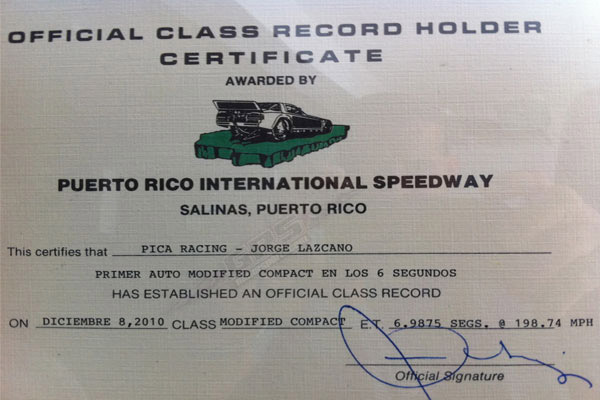 OFFICIAL CLASS RECORD HOLDER
CERTIFICATE
AWARDED BY
PUERTO RICO INTERNATIONAL SPEEDWAY
SALINAS, PUERTO RICO
This certifies that PICA RACING - JORGE LAZCANO
PRIMER AUTO MODIFIED COMPACT EN LOS 6 SEGUNDOS
HAS ESTABLISHED AN OFFICIAL CLASS RECORD
ON DICIEMBRE 8,2010 CLASS MODIFIED COMPACT E.T. 6.9875 SEGS. @ 198.74 MPH
Official Signature